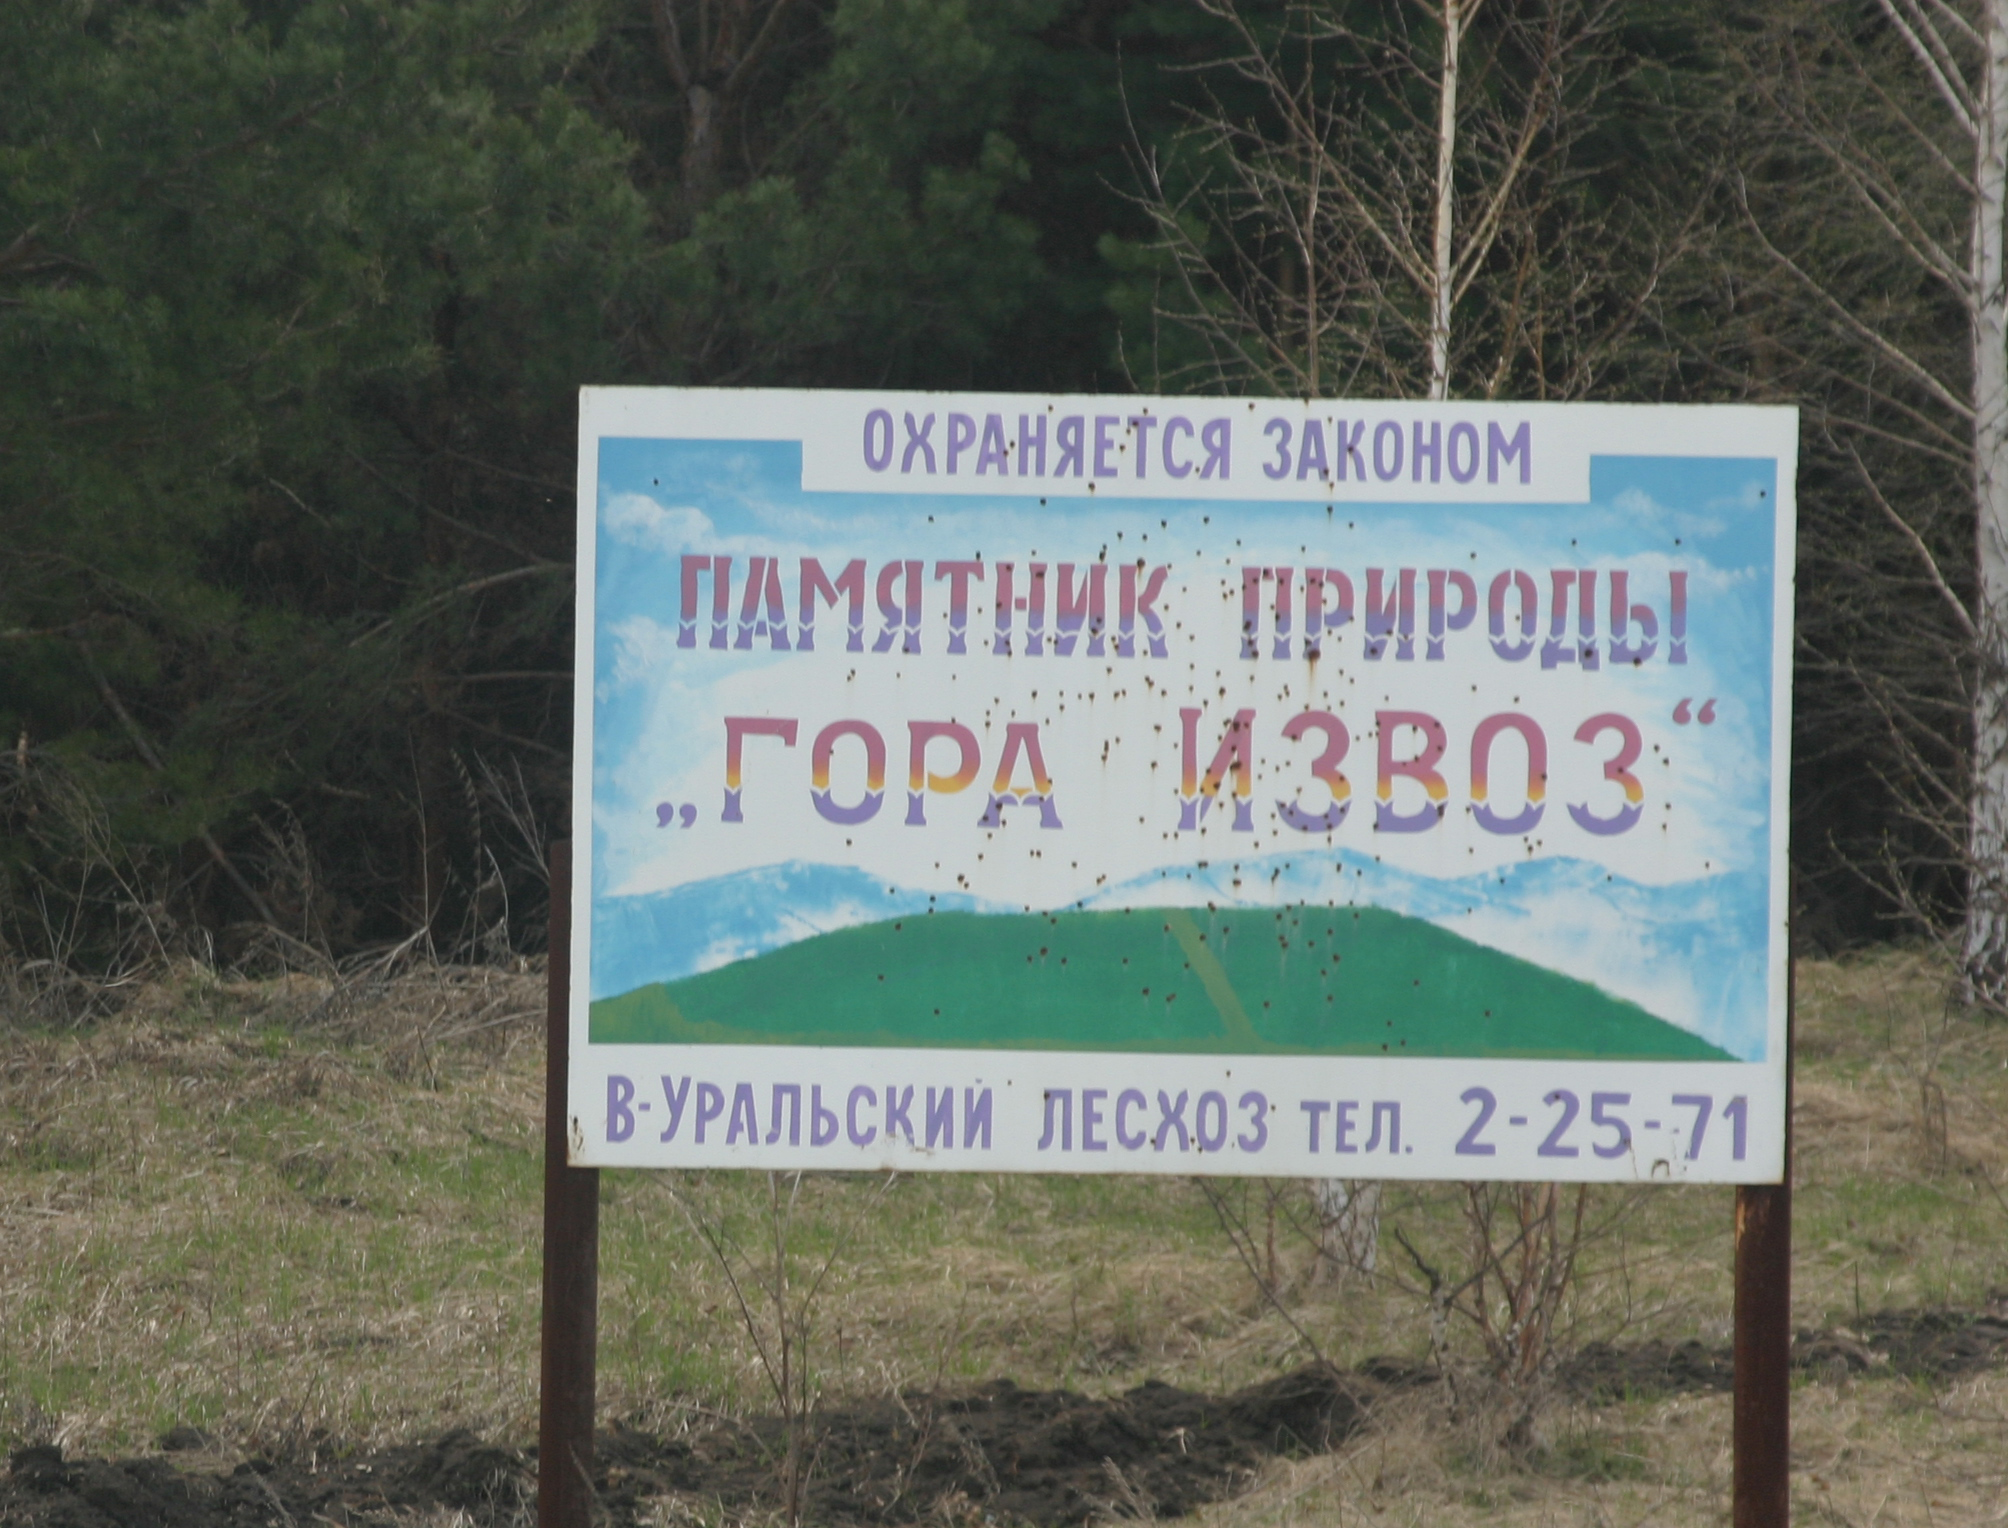 ОХРАНЯЕТСЯ ЗАКОНОМ
ПАМЯТНИК ПРИРОДЫ
„ГОРА ИЗВОЗ“
В-УРАЛЬСКИЙ ЛЕСХОЗ ТЕЛ. 2-25-71